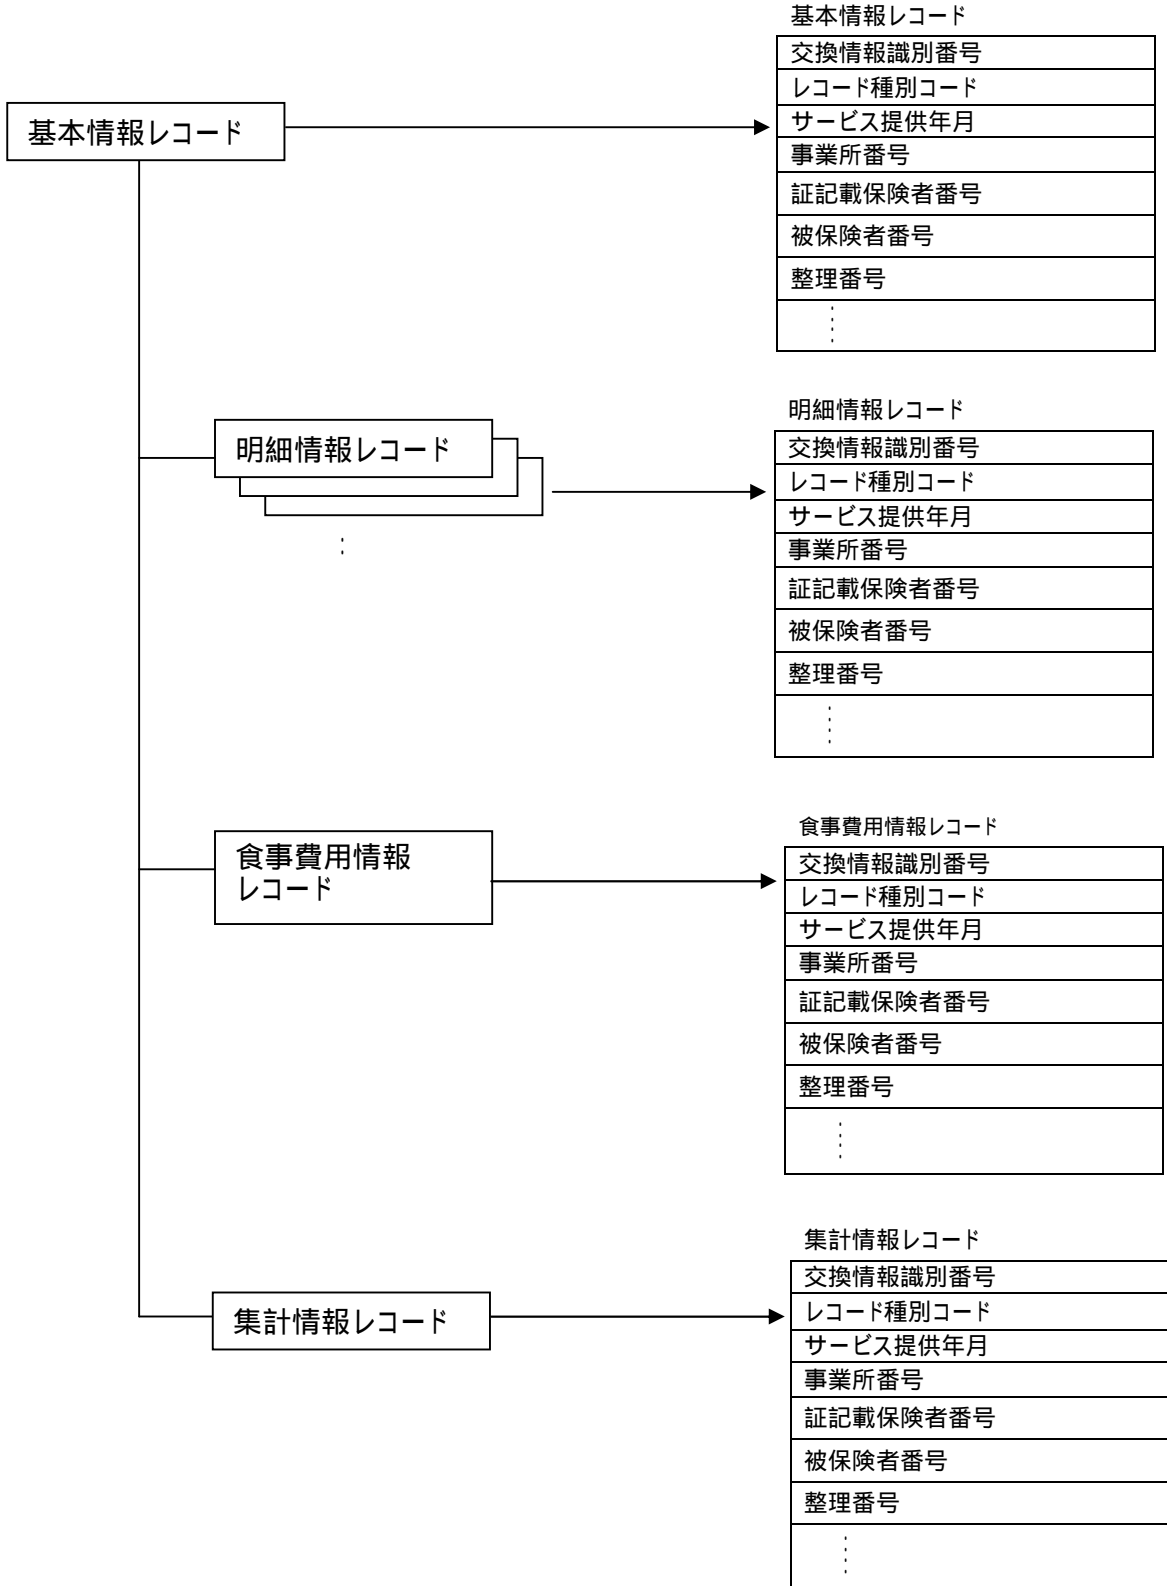 基本情報レコード
交換情報識別番号
レコード種別コード
サービス提供年月
事業所番号
証記載保険者番号
被保険者番号
整理番号
基本情報レコード
明細情報レコード
明細情報レコード
交換情報識別番号
レコード種別コード
サービス提供年月
事業所番号
証記載保険者番号
被保険者番号
整理番号
食事費用情報
レコード
食事費用情報レコード
交換情報識別番号
レコード種別コード
サービス提供年月
事業所番号
証記載保険者番号
被保険者番号
整理番号
集計情報レコード
集計情報レコード
交換情報識別番号
レコード種別コード
サービス提供年月
事業所番号
証記載保険者番号
被保険者番号
整理番号